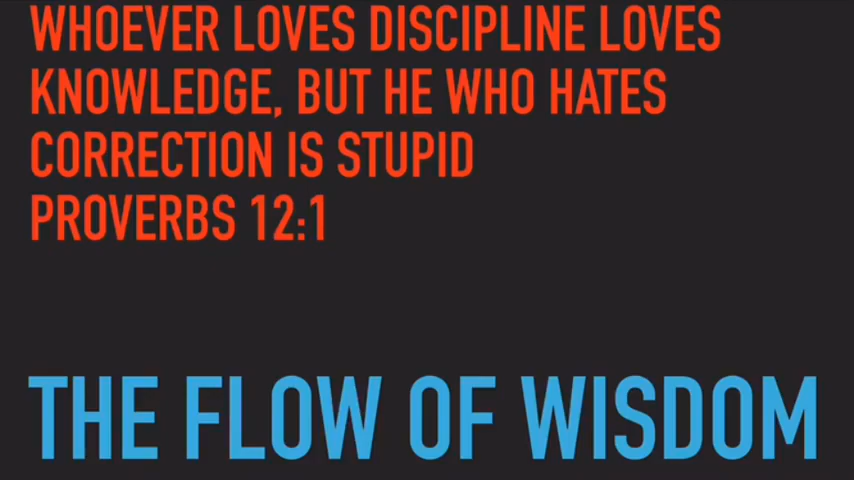 WHOEVER LOVES DISCIPLINE LOVES
KNOWLEDGE, BUT HE WHO HATES
CORRECTION IS STUPID
PROVERBS 12:1
THE FLOW OF WISDOM